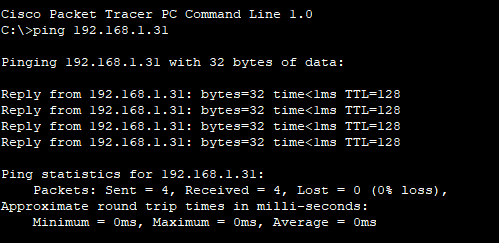 Cisco Packet Tracer PC Command Line 1.0
C:\>ping 192.168.1.31
Pinging 192.168.1.31 with 32 bytes of data:
Reply from 192.168.1.31: bytes=32 time<1ms TTL=128
Reply from 192.168.1.31: bytes=32 time<1ms TTL=128
Reply from 192.168.1.31: bytes=32 time<1ms TTL=128
Reply from 192.168.1.31: bytes=32 time<1ms TTL=128
Ping statistics for 192.168.1.31:
Packets: Sent = 4, Received = 4, Lost = 0 (0% loss),
Approximate round trip times in milli-seconds:
Minimum = 0ms, Maximum = 0ms, Average = 0ms